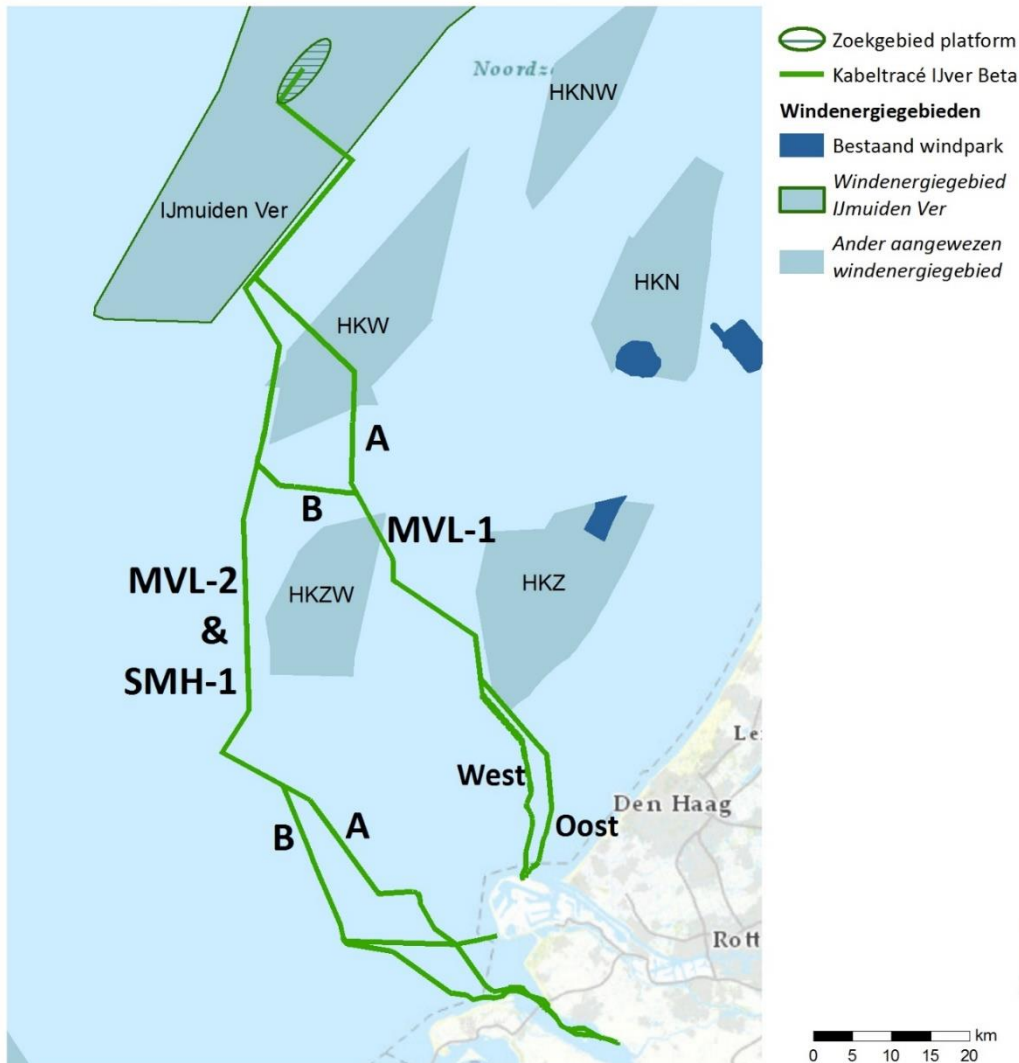 Noordz
HKNW
IJmuiden Ver
HKN
HKW
A
B
MVL-1
MVL-2
&
SMH-1
HKZW
HKZ
Le
West
Oost
Den Haag
B
A
Rott
Zoekgebied platform
Kabeltracé IJver Beta
Windenergiegebieden
Bestaand windpark
Windenergiegebied
IJmuiden Ver
Ander aangewezen
windenergiegebied
km
0 5 10 15 20